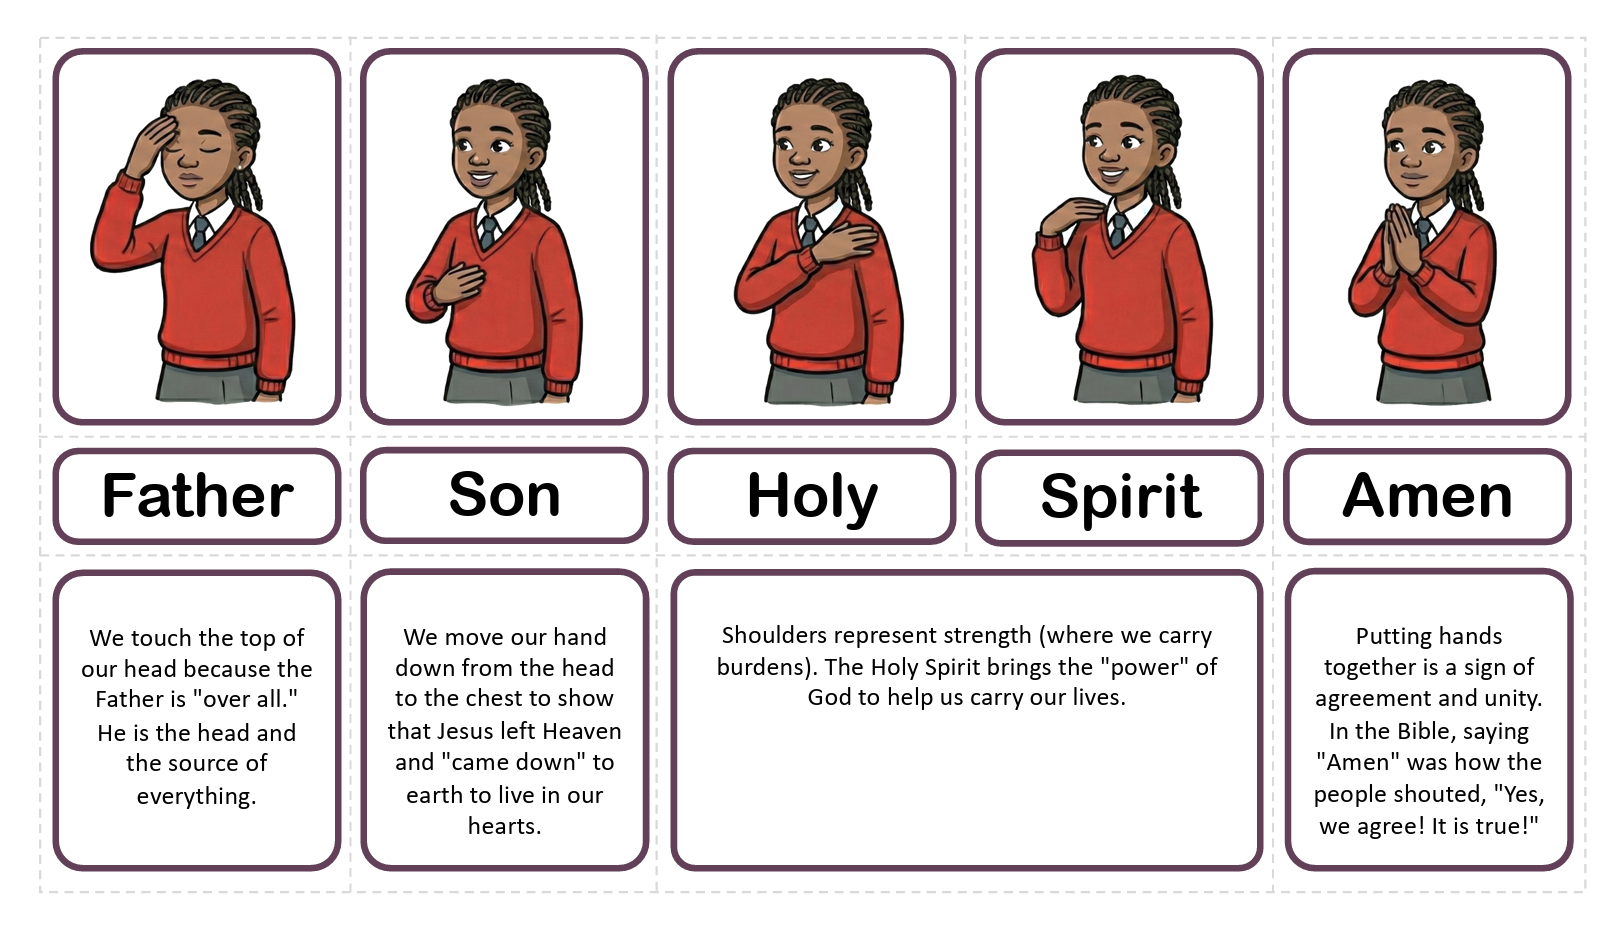 Father
Son
Holy
Spirit
Amen
We touch the top of
our head because the
Father is "over all."
He is the head and
the source of
everything.
We move our hand
down from the head
to the chest to show
that Jesus left Heaven
and "came down" to
earth to live in our
hearts.
Shoulders represent strength (where we carry
burdens). The Holy Spirit brings the "power" of
God to help us carry our lives.
Putting hands
together is a sign of
agreement and unity.
In the Bible, saying
"Amen" was how the
people shouted, "Yes,
we agree! It is true!"